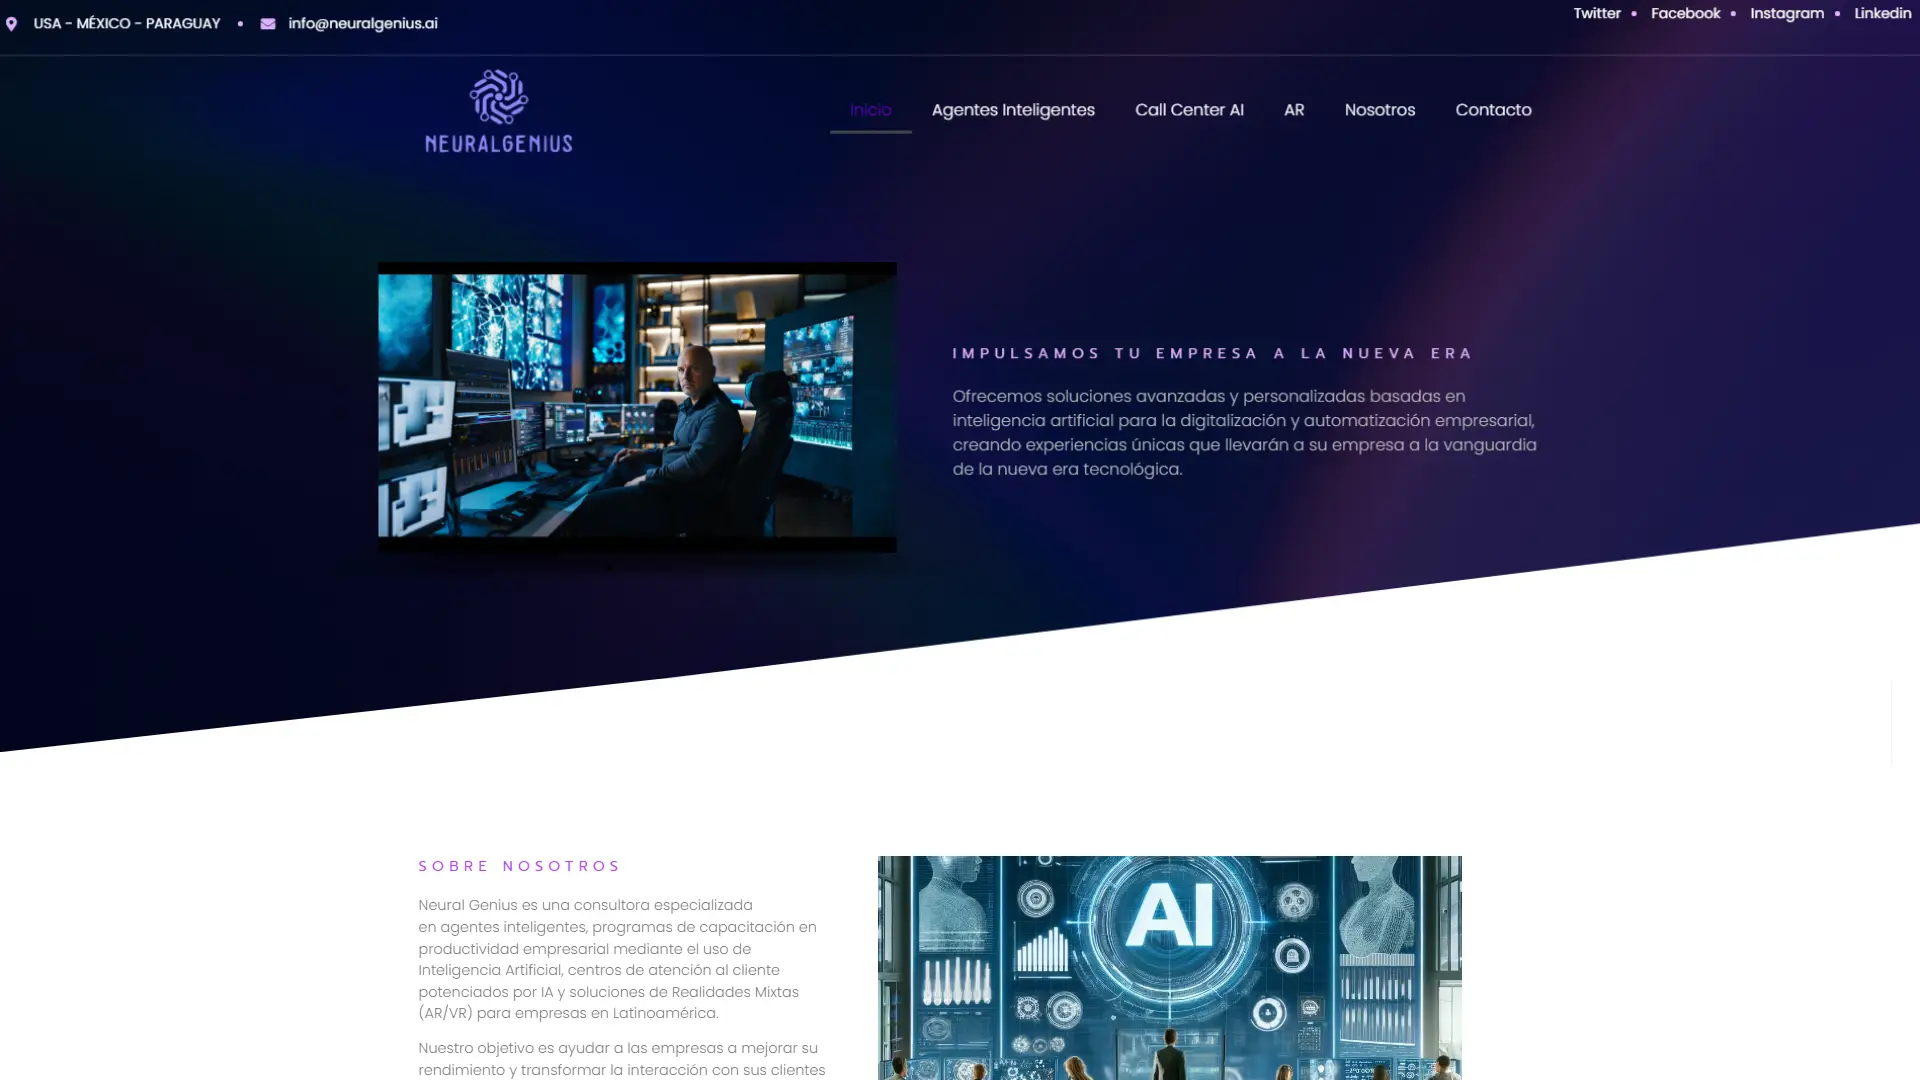 USA - MÉXICO - PARAGUAY • info@neuralgenius.ai
Twitter • Facebook • Instagram • Linkedin
NEURALGENIUS
Inicio Agentes Inteligentes Call Center AI AR Nosotros Contacto
IMPULSAMOS TU EMPRESA A LA NUEVA ERA
Ofrecemos soluciones avanzadas y personalizadas basadas en
inteligencia artificial para la digitalización y automatización empresarial,
creando experiencias únicas que llevarán a su empresa a la vanguardia
de la nueva era tecnológica.
SOBRE NOSOTROS
Neural Genius es una consultora especializada
en agentes inteligentes, programas de capacitación en
productividad empresarial mediante el uso de
Inteligencia Artificial, centros de atención al cliente
potenciados por IA y soluciones de Realidades Mixtas
(AR/VR) para empresas en Latinoamérica.
Nuestro objetivo es ayudar a las empresas a mejorar su
rendimiento y transformar la interacción con sus clientes
AI